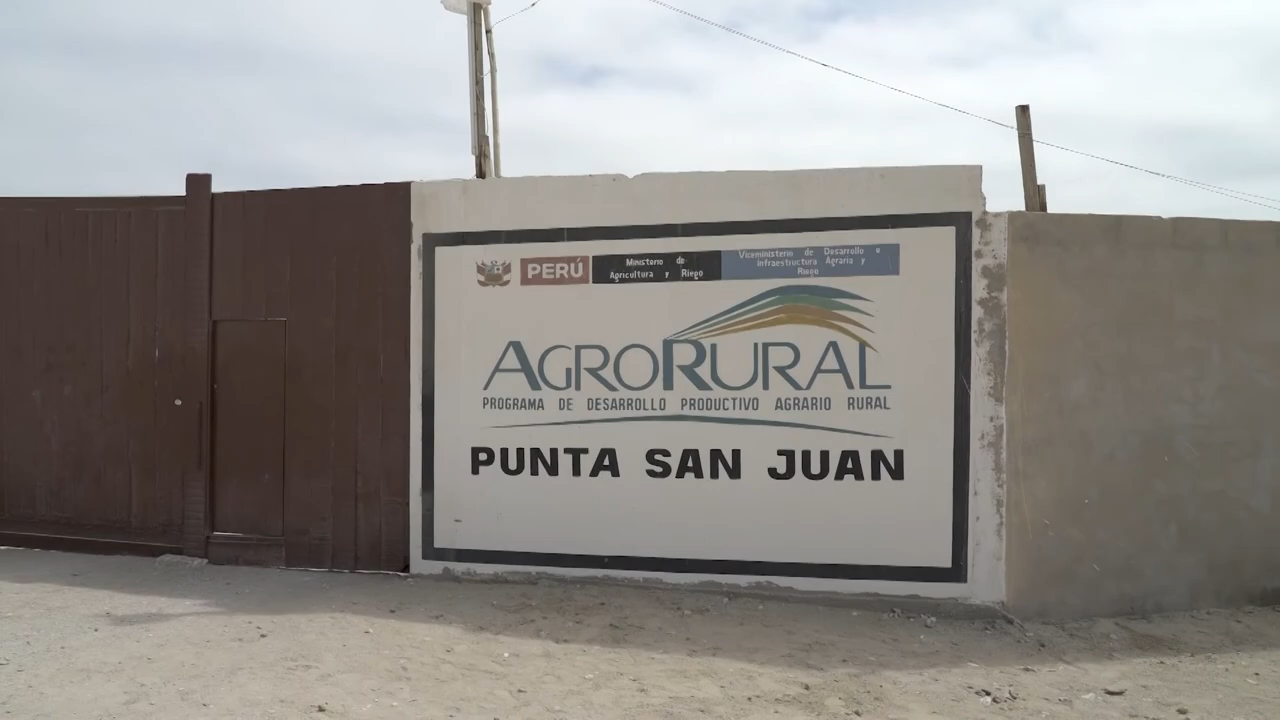 PERÚ
Ministerio de
Agricultura y Riego
Viceministerio de Desarrollo e
infraestructura Agraria y
Riego
AGRORURAL
PROGRAMA DE DESARROLLO PRODUCTIVO AGRARIO RURAL
PUNTA SAN JUAN